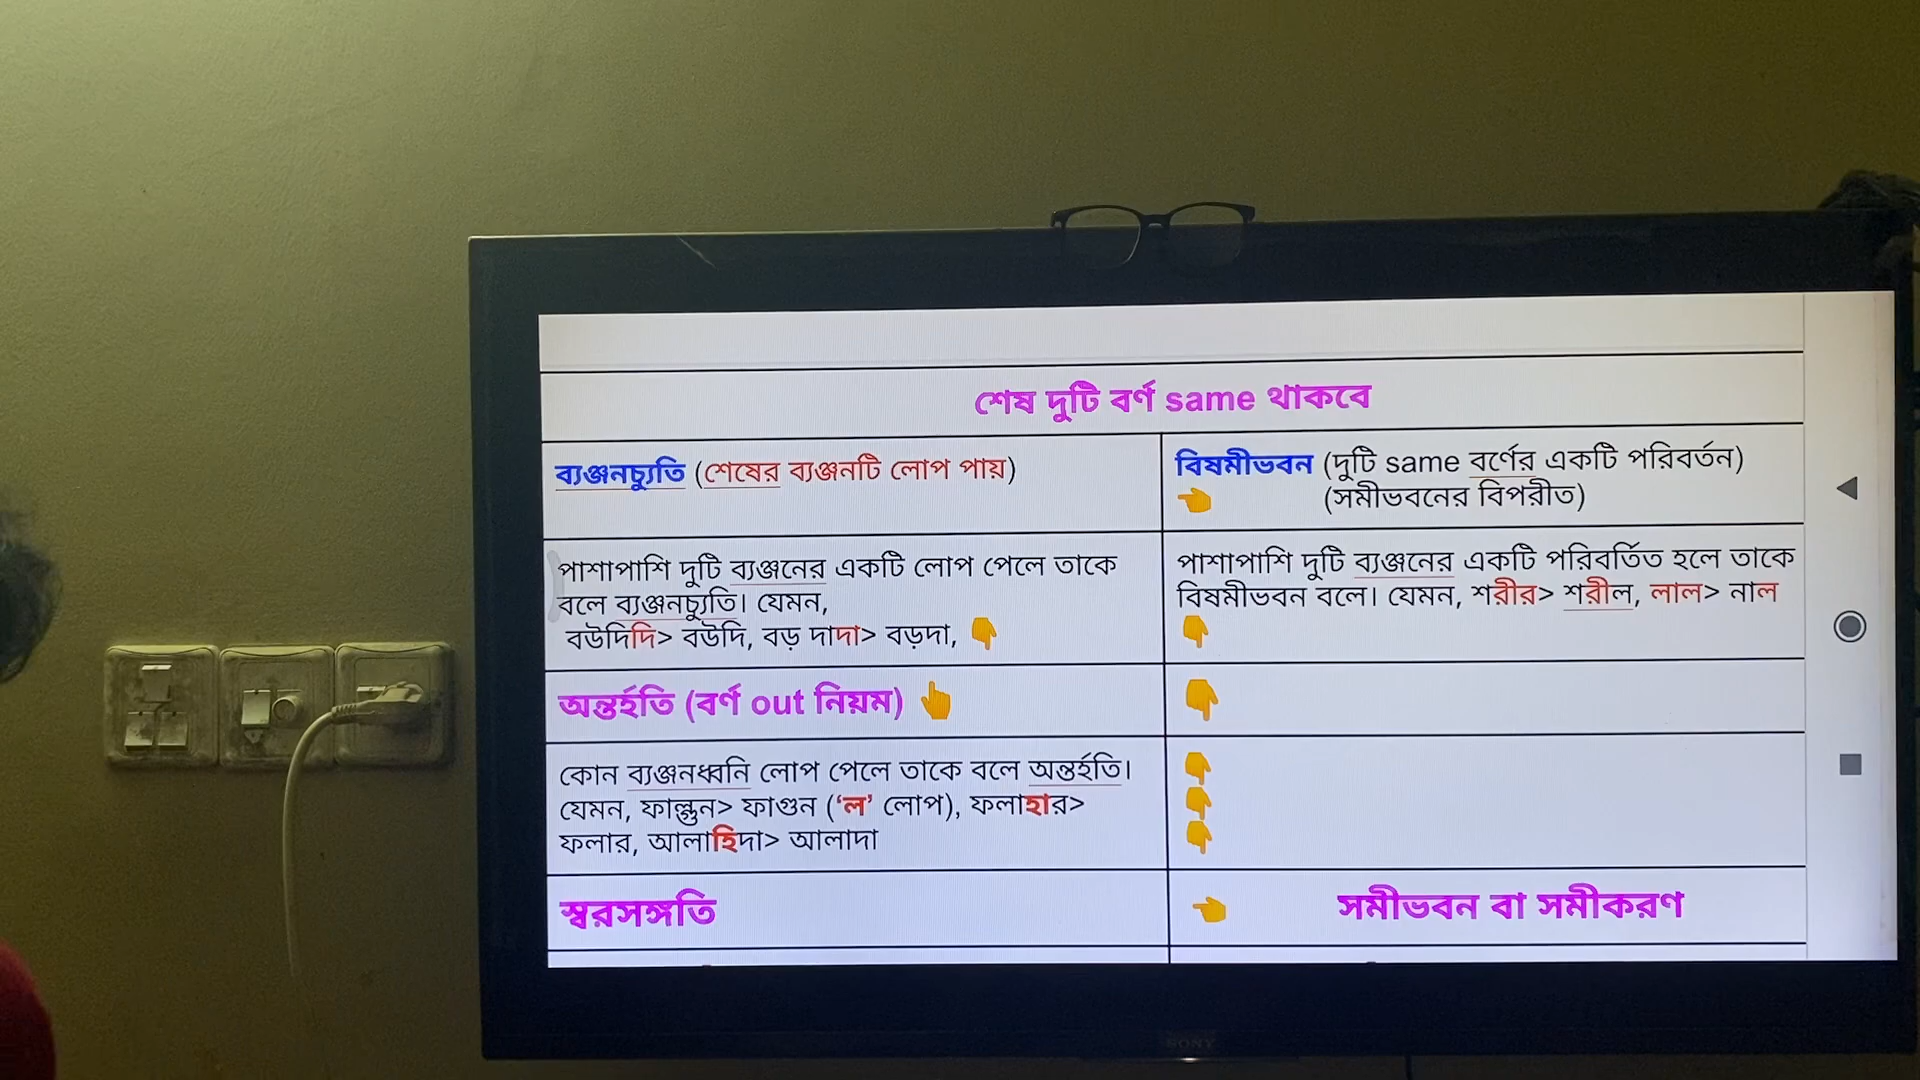 শেষ দুটি বর্ণ same থাকবে
ব্যঞ্জনচ্যুতি (শেষের ব্যঞ্জনটি লোপ পায়)
বিষমীভবন (দুটি same বর্ণের একটি পরিবর্তন)
👈 (সমীভবনের বিপরীত)
পাশাপাশি দুটি ব্যঞ্জনের একটি লোপ পেলে তাকে
বলে ব্যঞ্জনচ্যুতি। যেমন,
বউদিদি> বউদি, বড় দাদা> বড়দা, 👇
পাশাপাশি দুটি ব্যঞ্জনের একটি পরিবর্তিত হলে তাকে
বিষমীভবন বলে। যেমন, শরীর> শরীল, লাল> নাল
👇
অন্তর্হতি (বর্ণ out নিয়ম) 👆
👇
কোন ব্যঞ্জনধ্বনি লোপ পেলে তাকে বলে অন্তর্হতি।
যেমন, ফাল্গুন> ফাগুন (‘ল’ লোপ), ফলাহার>
ফলার, আলাহিদা> আলাদা
👇
👇
👇
স্বরসঙ্গতি
👈 সমীভবন বা সমীকরণ
SONY